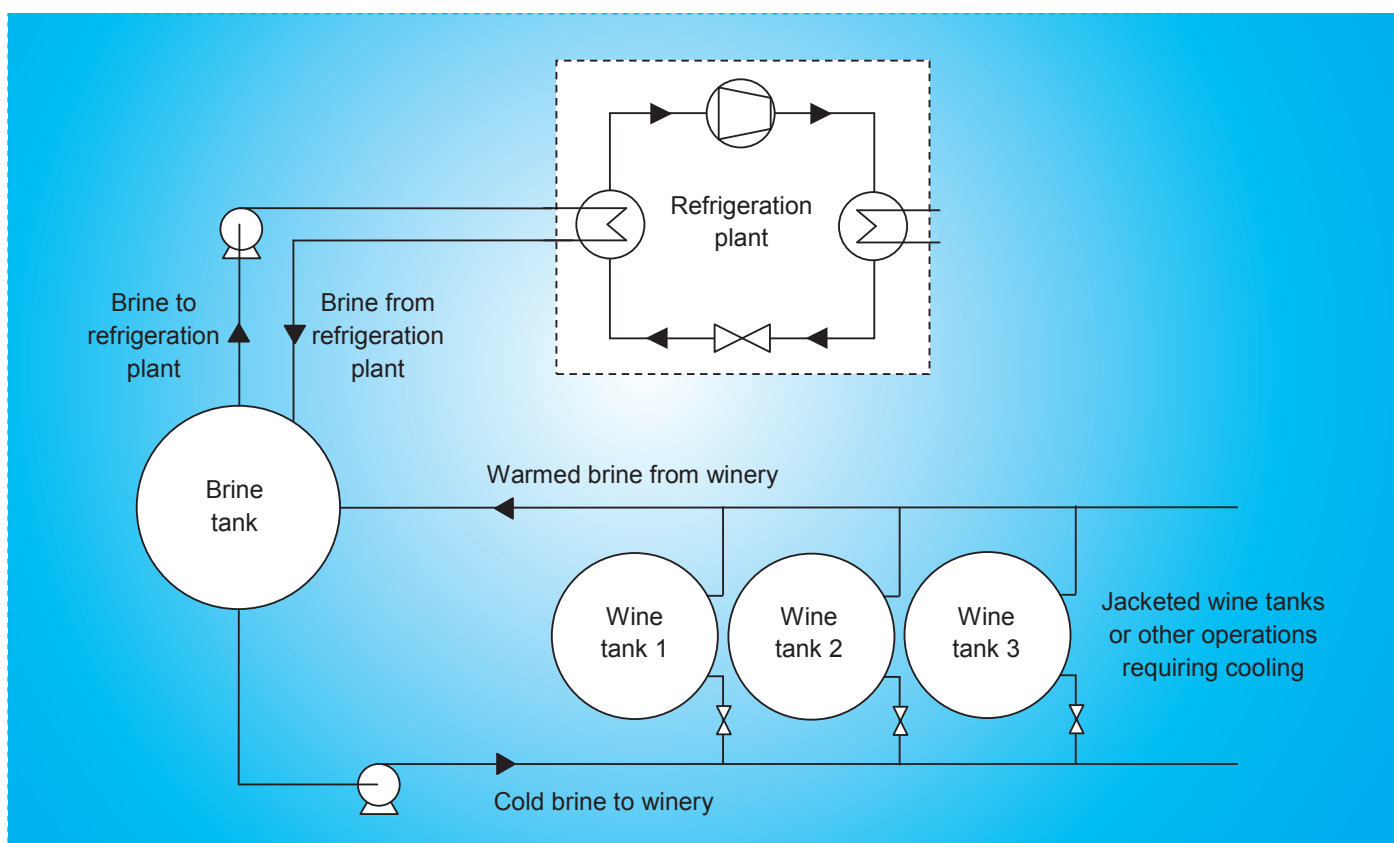 Refrigeration
plant
Brine to
refrigeration
plant
Brine from
refrigeration
plant
Brine
tank
Warmed brine from winery
Wine
tank 1
Wine
tank 2
Wine
tank 3
Jacketed wine tanks
or other operations
requiring cooling
Cold brine to winery